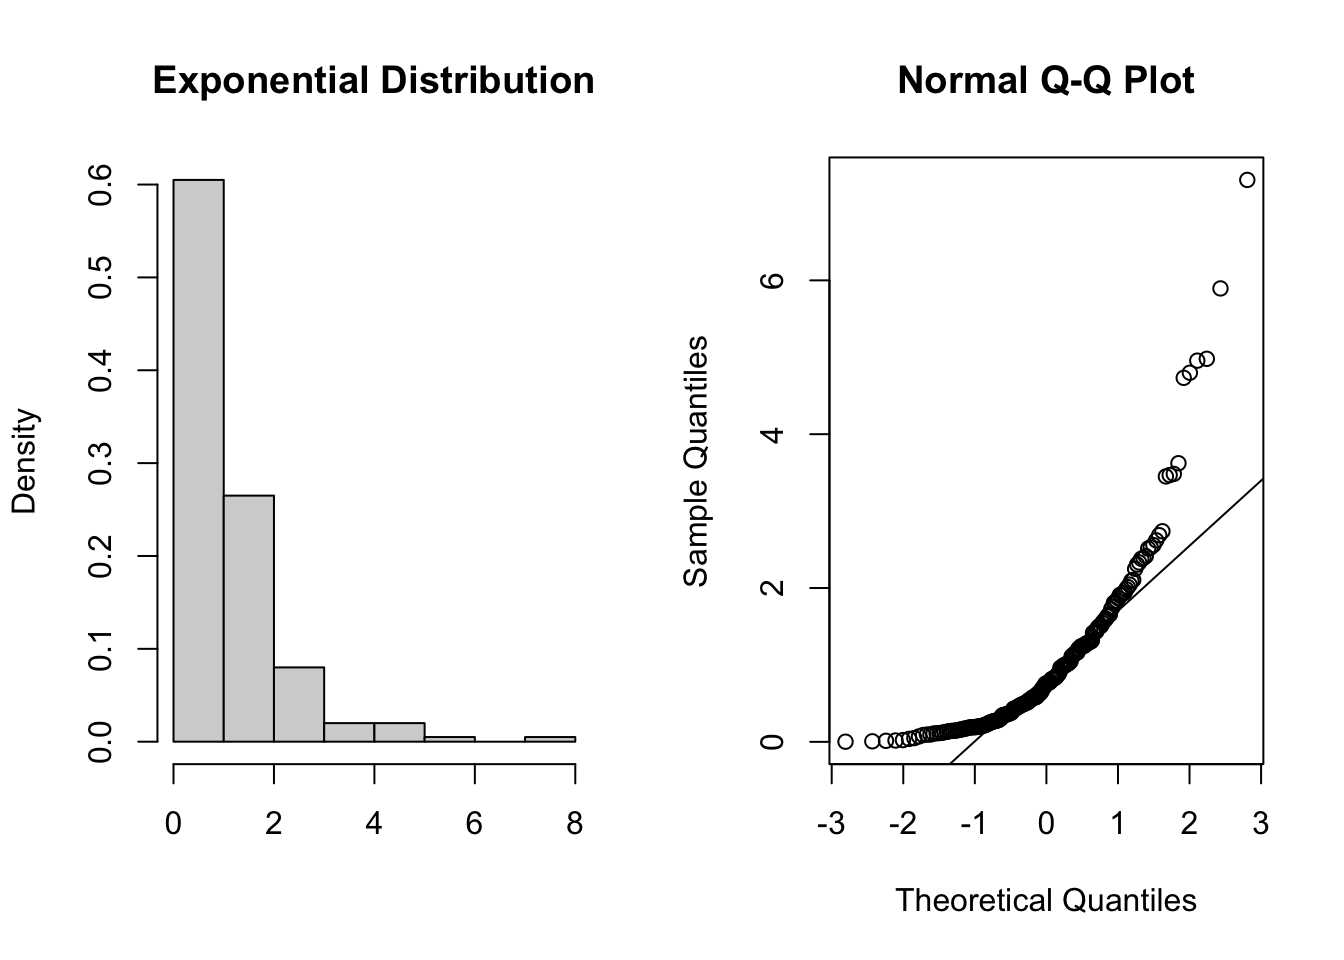 Exponential Distribution
Density
0.6
0.5
0.4
0.3
0.2
0.1
0.0
0 2 4 6 8
Normal Q-Q Plot
Sample Quantiles
6
4
2
0
-3 -2 -1 0 1 2 3
Theoretical Quantiles